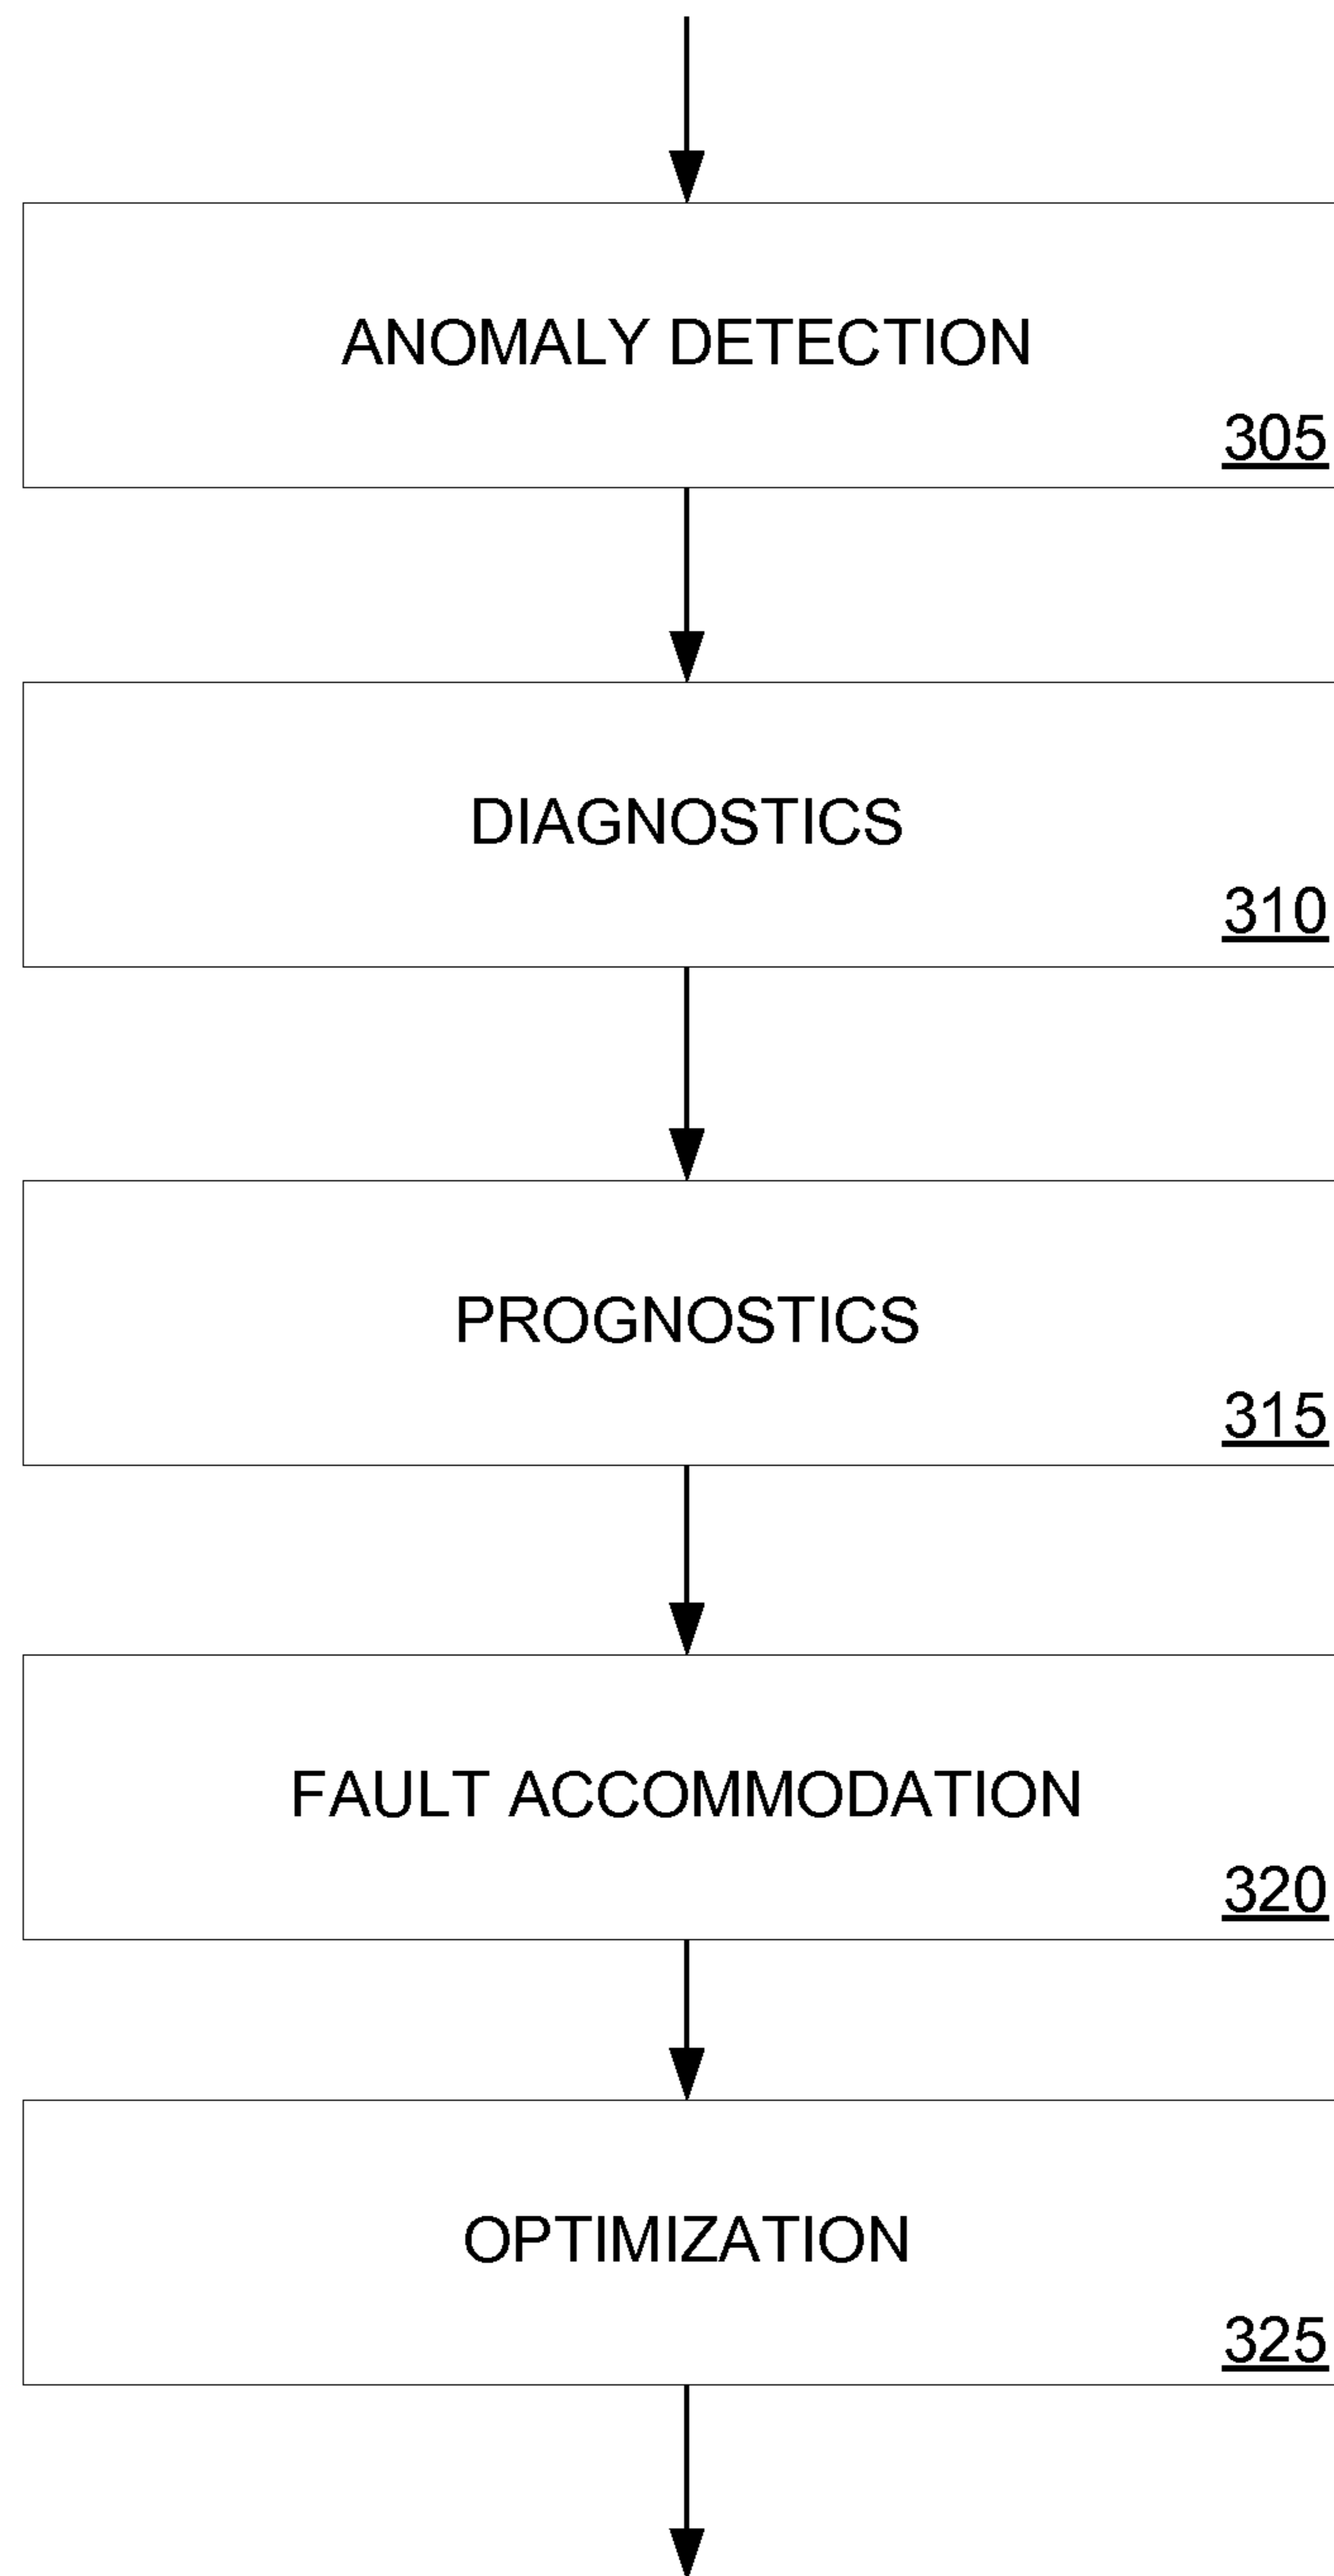 ANOMALY DETECTION
305
DIAGNOSTICS
310
PROGNOSTICS
315
FAULT ACCOMMODATION
320
OPTIMIZATION
325